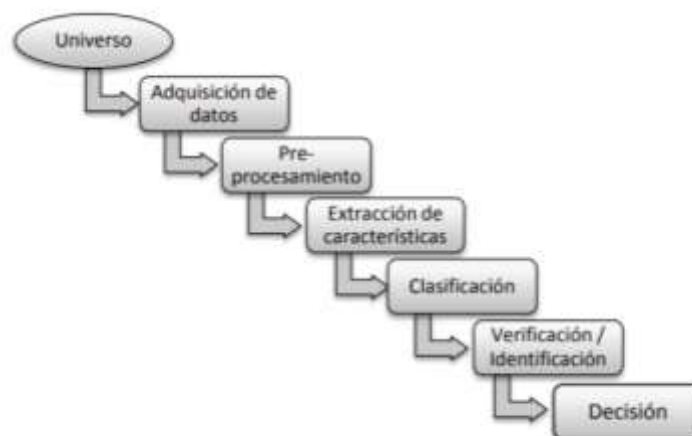 Universo
Adquisición de
datos
Pre-
procesamiento
Extracción de
características
Clasificación
Verificación /
Identificación
Decisión